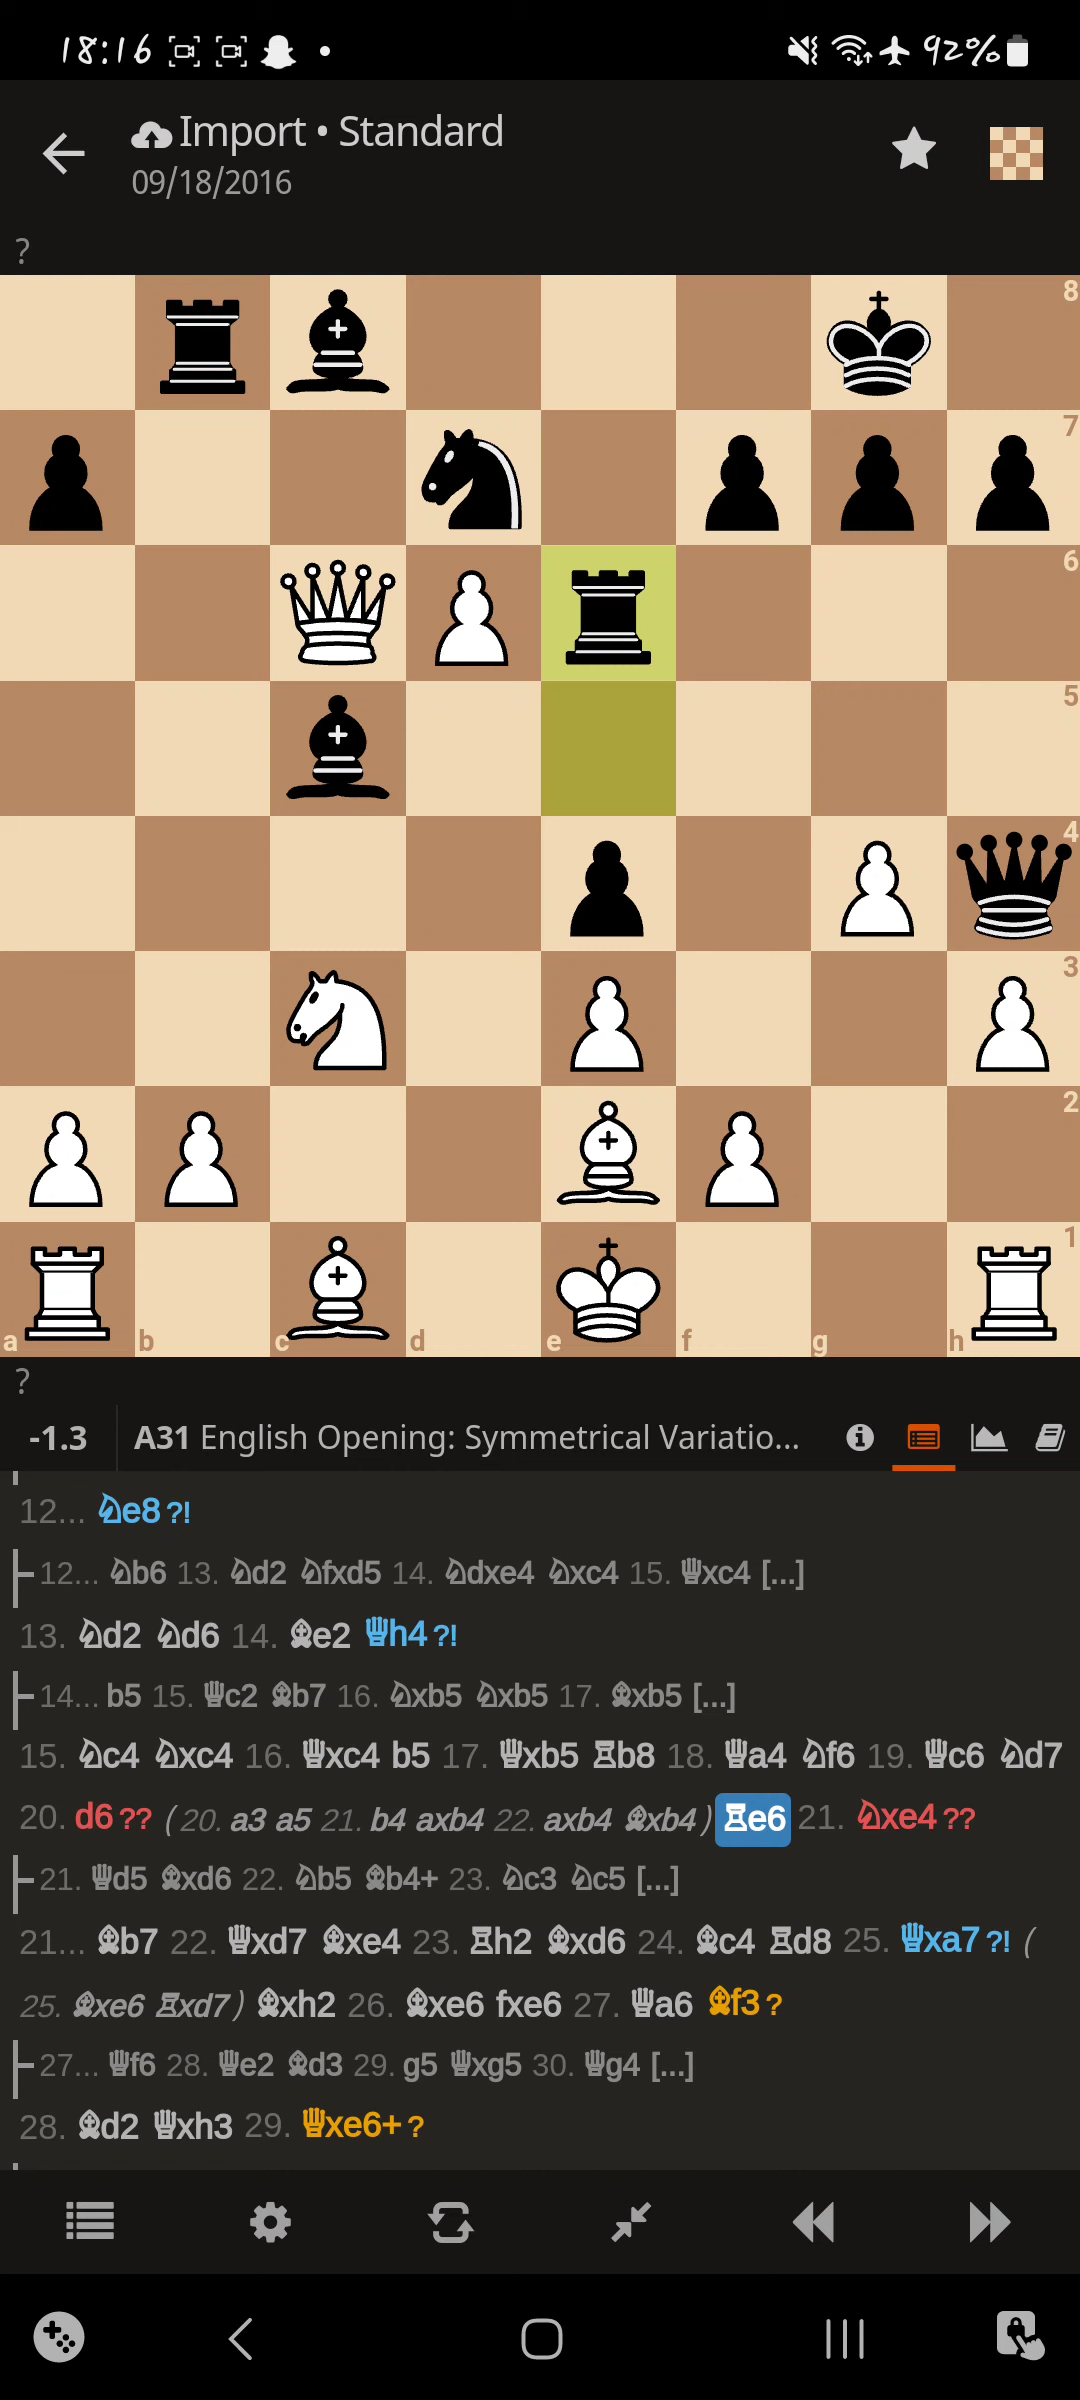 18:16 92%
Import • Standard
09/18/2016
?
8
7
6
5
4
3
2
1
a b c d e f g h
?
-1.3 A31 English Opening: Symmetrical Variatio...
12... ♘e8?!
12... ♘b6 13. ♘d2 ♘fxd5 14. ♘dxe4 ♘xc4 15. ♕xc4 [...]
13. ♘d2 ♘d6 14. ♗e2 ♕h4?!
14... b5 15. ♕c2 ♗b7 16. ♘xb5 ♘xb5 17. ♗xb5 [...]
15. ♘c4 ♘xc4 16. ♕xc4 b5 17. ♕xb5 ♖b8 18. ♕a4 ♘f6 19. ♕c6 ♘d7
20. d6?? ( 20. a3 a5 21. b4 axb4 22. axb4 ♗xb4 ) ♖e6 21. ♘xe4??
21. ♕d5 ♗xd6 22. ♘b5 ♗b4+ 23. ♘c3 ♘c5 [...]
21... ♗b7 22. ♕xd7 ♗xe4 23. ♖h2 ♗xd6 24. ♗c4 ♖d8 25. ♕xa7?! (
25. ♗xe6 ♖xd7 ) ♗xh2 26. ♗xe6 fxe6 27. ♕a6 ♗f3?
27... ♕f6 28. ♕e2 ♗d3 29. g5 ♕xg5 30. ♕g4 [...]
28. ♗d2 ♕xh3 29. ♕xe6+?